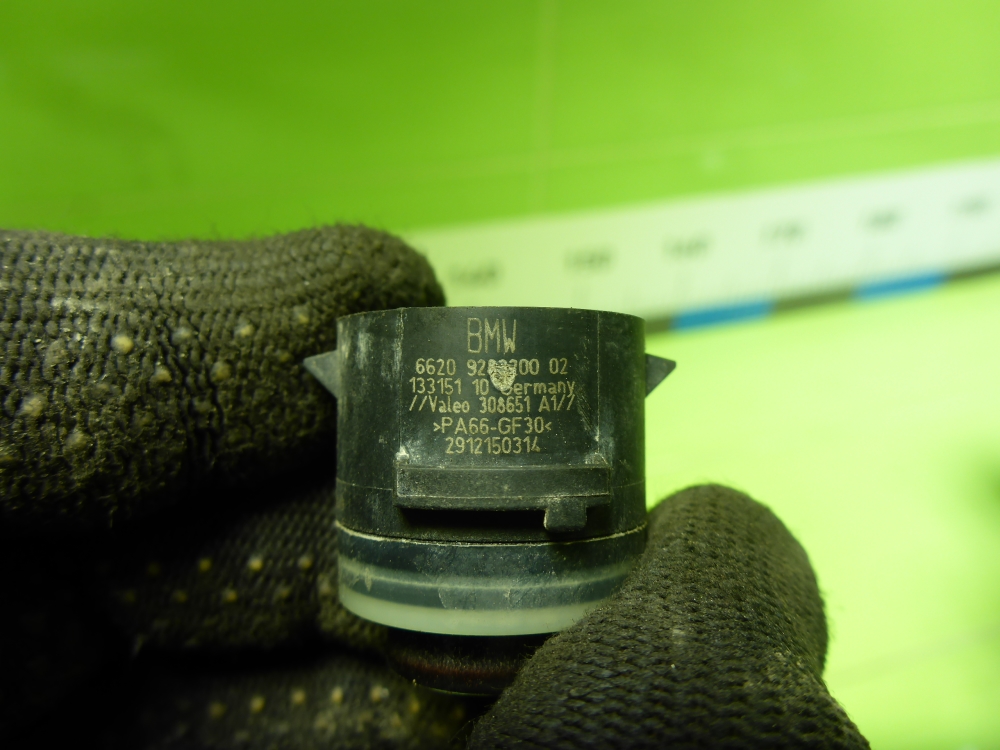 BMW
6620 02
133151 10 Germany
//Valeo 308651 A1//
>PA66-GF30<
2912150314